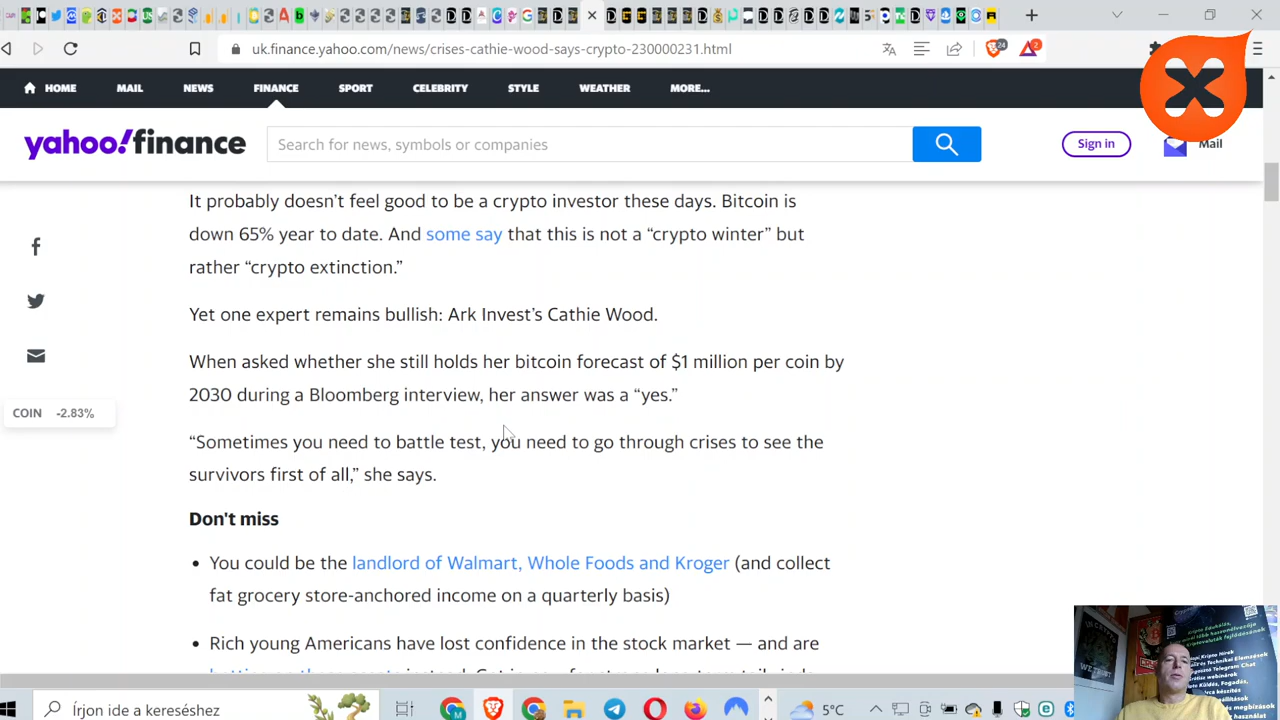 uk.finance.yahoo.com/news/crises-cathie-wood-says-crypto-230000231.html
24
2
HOME
MAIL
NEWS
FINANCE
SPORT
CELEBRITY
STYLE
WEATHER
MORE...
yahoo!finance
Search for news, symbols or companies
Sign in
Mail
It probably doesn’t feel good to be a crypto investor these days. Bitcoin is
down 65% year to date. And some say that this is not a “crypto winter” but
rather “crypto extinction.”
Yet one expert remains bullish: Ark Invest’s Cathie Wood.
When asked whether she still holds her bitcoin forecast of $1 million per coin by
2030 during a Bloomberg interview, her answer was a “yes.”
COIN -2.83%
“Sometimes you need to battle test, you need to go through crises to see the
survivors first of all,” she says.
Don't miss
• You could be the landlord of Walmart, Whole Foods and Kroger (and collect
fat grocery store-anchored income on a quarterly basis)
• Rich young Americans have lost confidence in the stock market — and are
Kripto Edukálás,
WE TRUST
Írjon ide a kereséshez
5°C